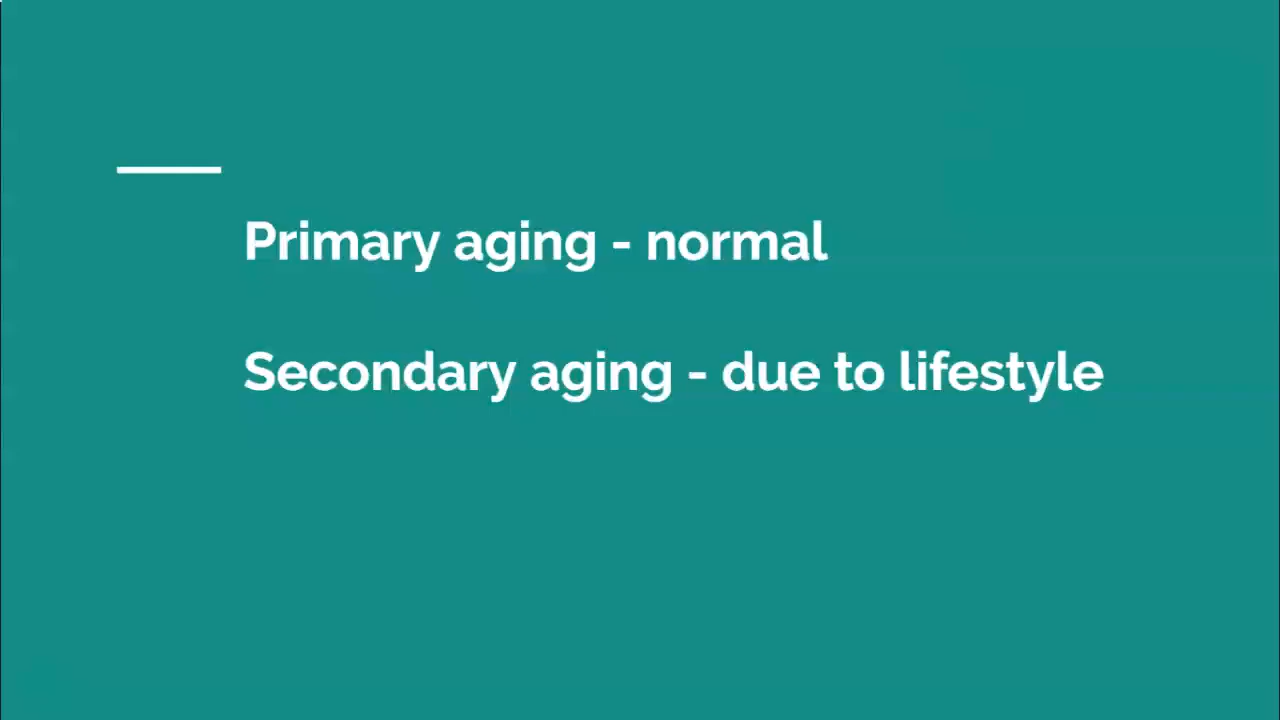 Primary aging - normal
Secondary aging - due to lifestyle